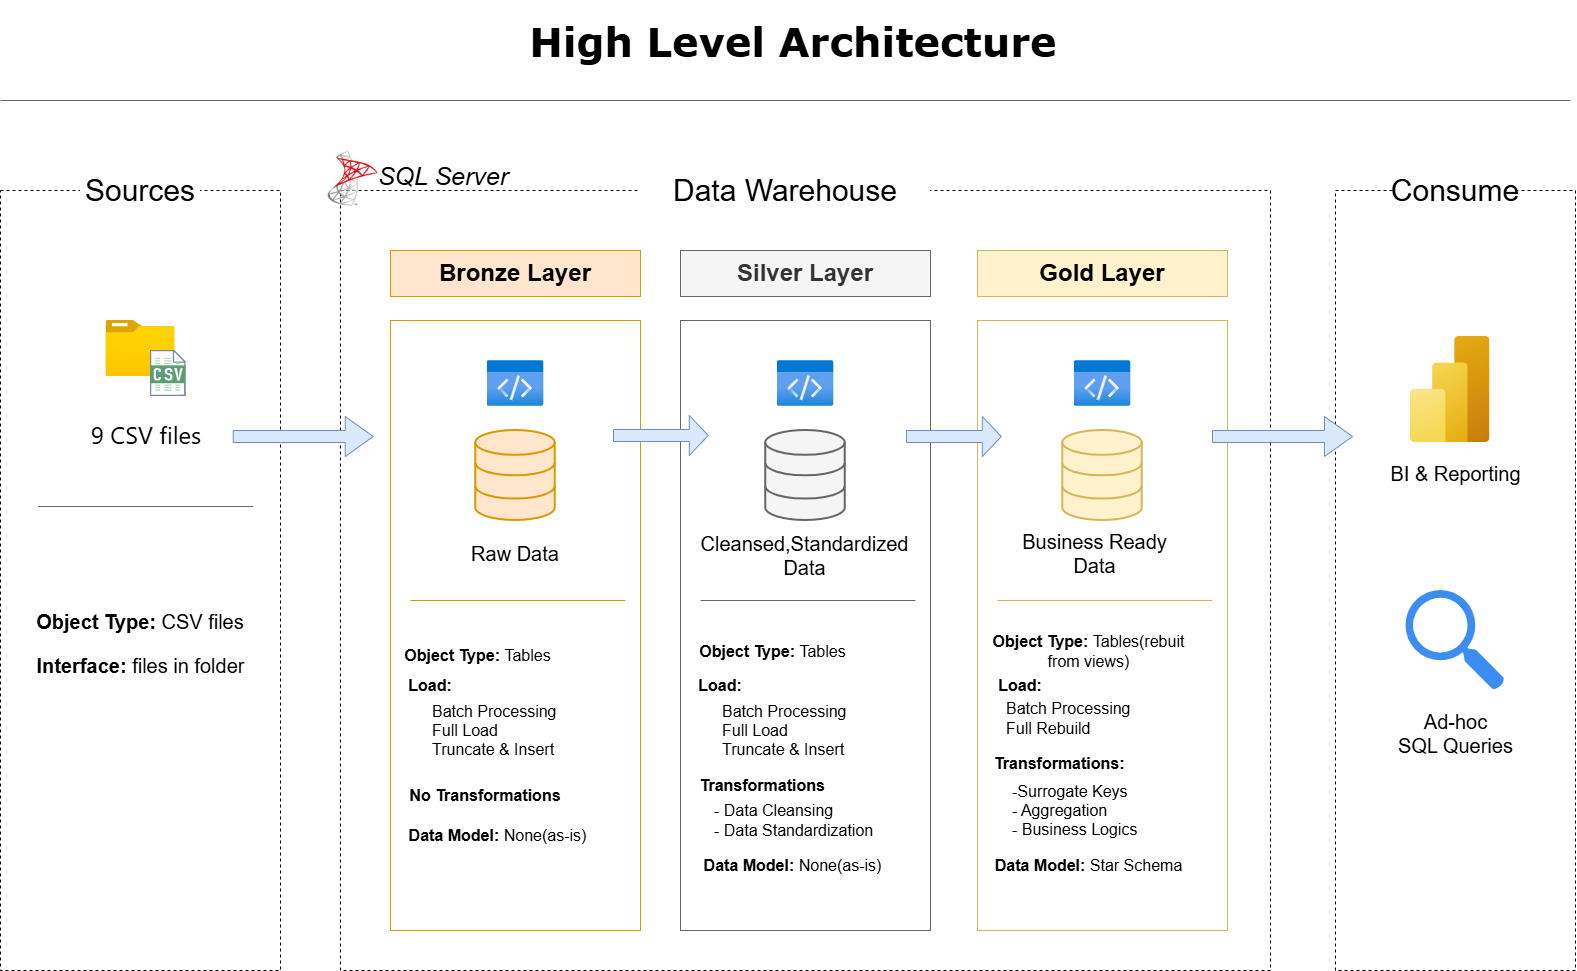 High Level Architecture
Sources
SQL Server
Data Warehouse
Consume
CSV
9 CSV files
Object Type: CSV files
Interface: files in folder
Bronze Layer
</>
Raw Data
Object Type: Tables
Load:
Batch Processing
Full Load
Truncate & Insert
No Transformations
Data Model: None(as-is)
Silver Layer
</>
Cleansed,Standardized
Data
Object Type: Tables
Load:
Batch Processing
Full Load
Truncate & Insert
Transformations
- Data Cleansing
- Data Standardization
Data Model: None(as-is)
Gold Layer
</>
Business Ready
Data
Object Type: Tables(rebuit
from views)
Load:
Batch Processing
Full Rebuild
Transformations:
-Surrogate Keys
- Aggregation
- Business Logics
Data Model: Star Schema
BI & Reporting
Ad-hoc
SQL Queries